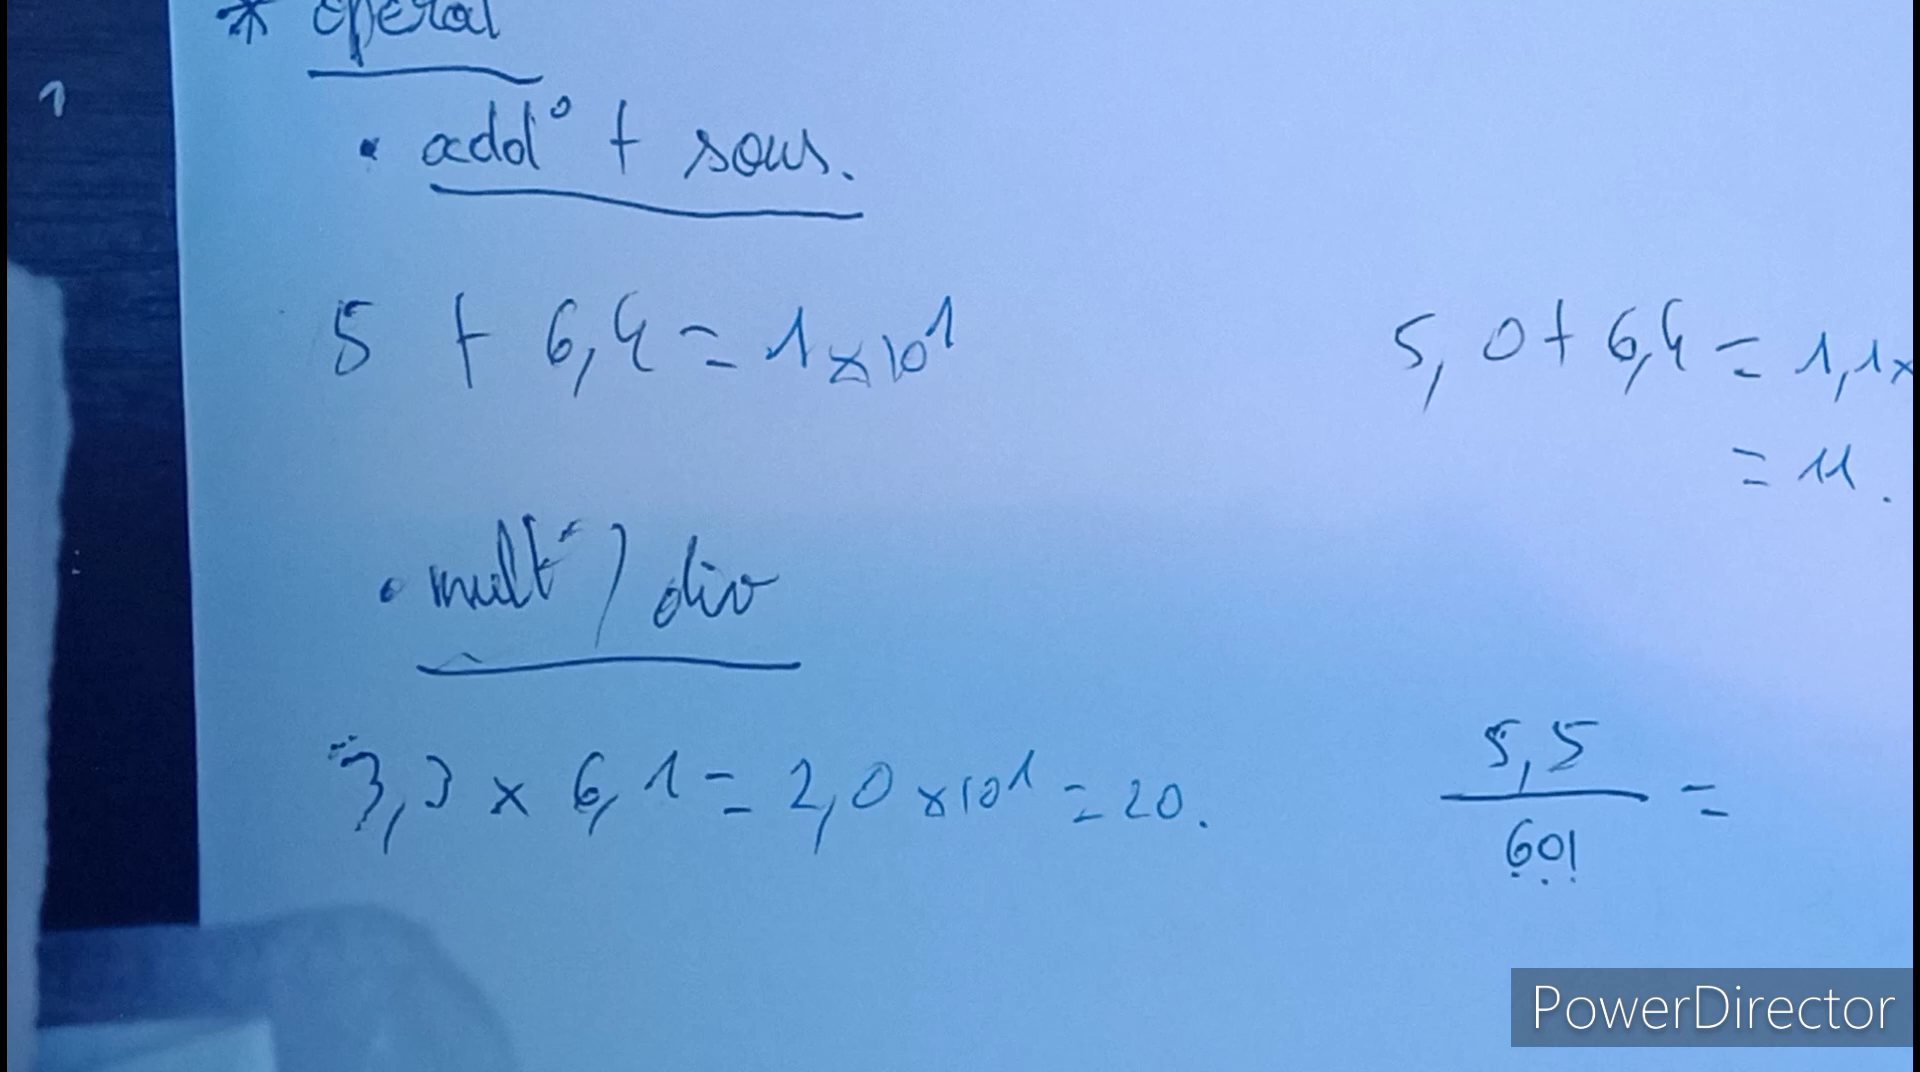 * opérat
1
• add° + sous.
5 + 6,4 = 1 x 10¹
5,0 + 6,4 = 1,1 x
= 11.
• mult° / div
3,3 x 6,1 = 2,0 x 10¹ = 20.
5,5
601
=
PowerDirector